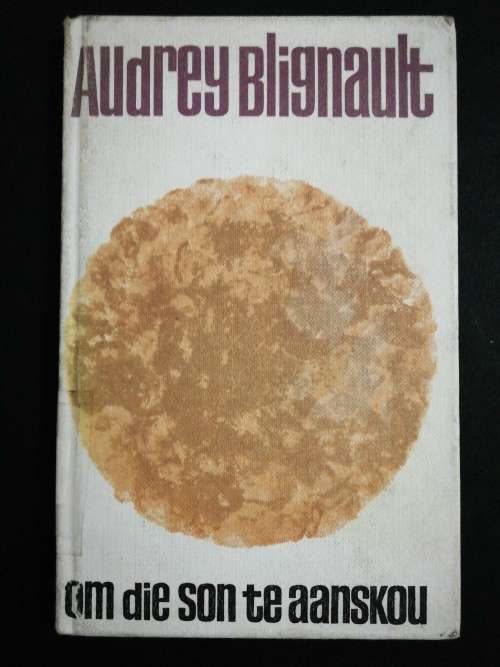 Audrey Blignault
om die son te aanskou